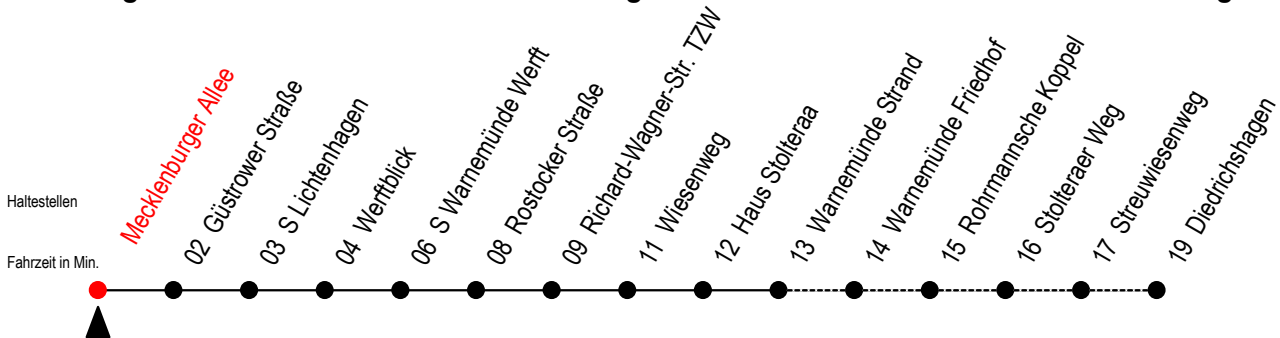 Mecklenburger Allee
02 Güstrower Straße
03 S Lichtenhagen
04 Werftblick
06 S Warnemünde Werft
08 Rostocker Straße
09 Richard-Wagner-Str. TZW
11 Wiesenweg
12 Haus Stolteraa
13 Warnemünde Strand
14 Warnemünde Friedhof
15 Rohrmannsche Koppel
16 Stolteraer Weg
17 Streuwiesenweg
19 Diedrichshagen
Haltestellen
Fahrzeit in Min.